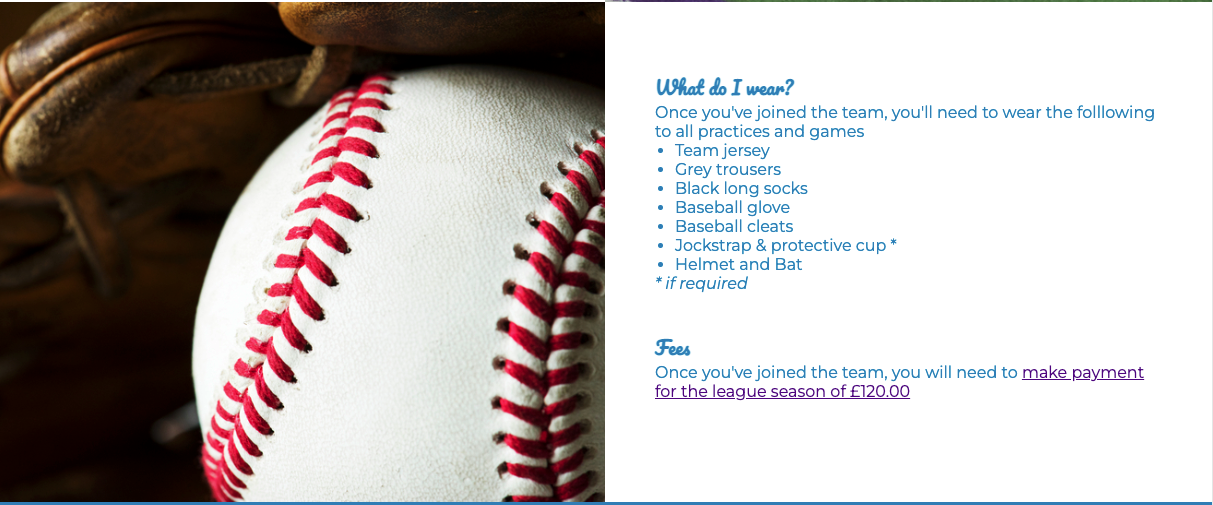 What do I wear?
Once you've joined the team, you'll need to wear the folllowing
to all practices and games
• Team jersey
• Grey trousers
• Black long socks
• Baseball glove
• Baseball cleats
• Jockstrap & protective cup *
• Helmet and Bat
* if required
Fees
Once you've joined the team, you will need to make payment
for the league season of £120.00